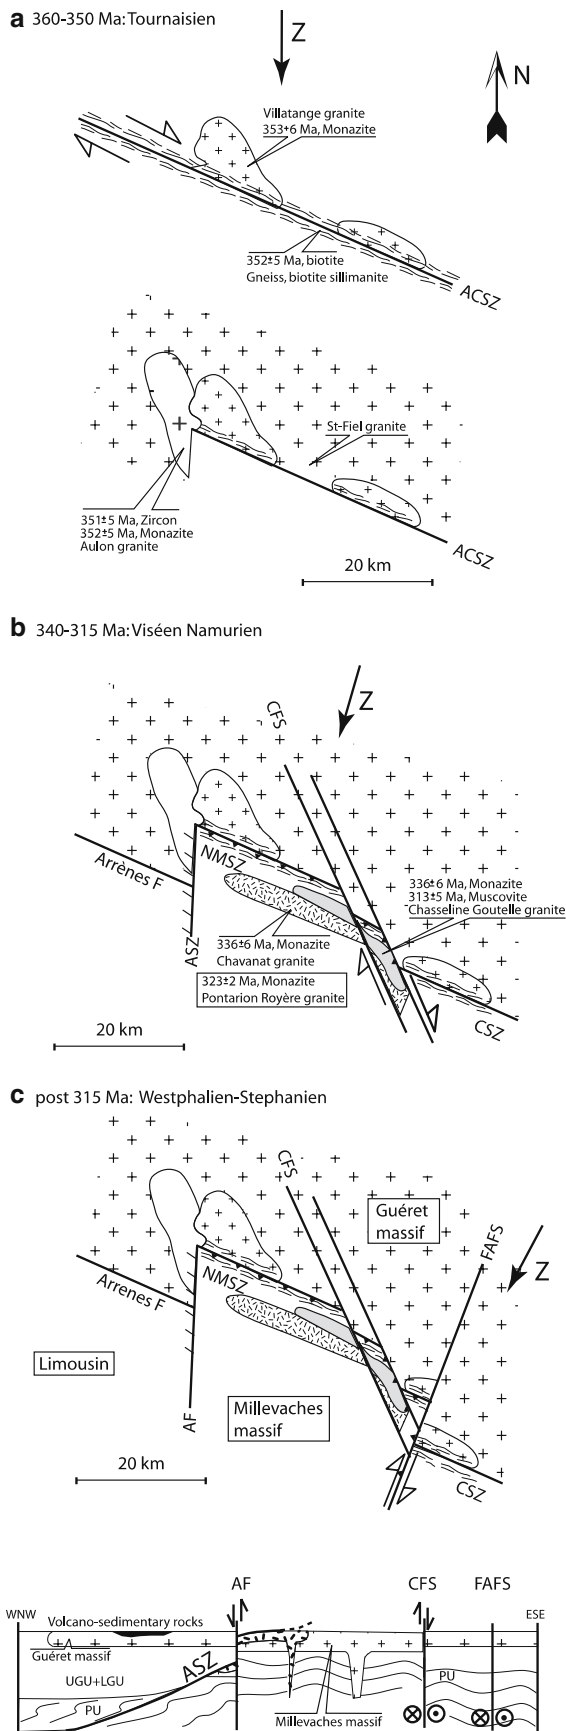 a 360-350 Ma: Tournaisien
Z
N
Villatange granite
353±6 Ma, Monazite
352±5 Ma, biotite
Gneiss, biotite sillimanite
ACSZ
St-Fiel granite
351±5 Ma, Zircon
352±5 Ma, Monazite
Aulon granite
ACSZ
20 km
b 340-315 Ma: Viséen Namurien
CFS
Z
Arrènes F
NMSZ
ASZ
336±6 Ma, Monazite
313±5 Ma, Muscovite
Chasseline Goutelle granite
336±6 Ma, Monazite
Chavanat granite
323±2 Ma, Monazite
Pontarion Royère granite
CSZ
20 km
c post 315 Ma: Westphalien-Stephanien
CFS
Guéret
massif
FAFS
Z
Arrenes F
NMSZ
Limousin
AF
Millevaches
massif
20 km
CSZ
AF
CFS
FAFS
WNW
ESE
Volcano-sedimentary rocks
Guéret massif
ASZ
UGU+LGU
PU
PU
Millevaches massif